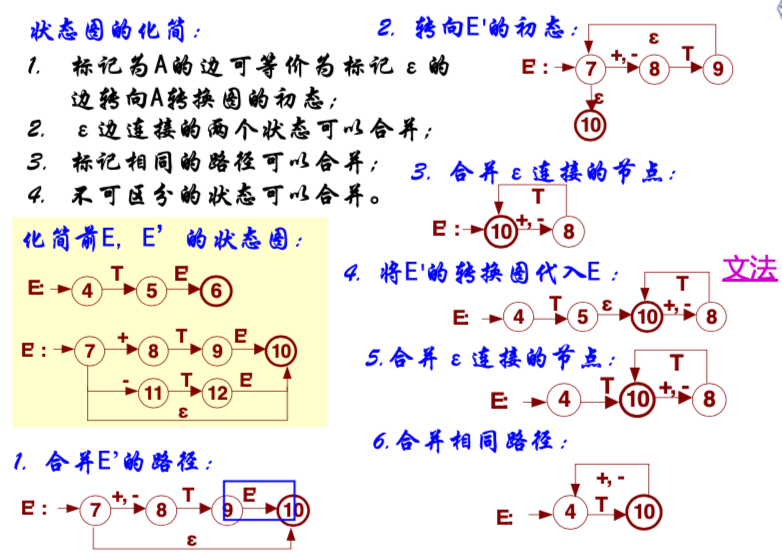 状态图的化简：
1. 标记为A的边可等价为标记 ε 的
边转向A转换图的初态；
2. ε 边连接的两个状态可以合并；
3. 标记相同的路径可以合并；
4. 不可区分的状态可以合并。
化简前E, E' 的状态图：
E: 4 T 5 E' 6
E': 7 + 8 T 9 E' 10
- 11 T 12 E'
ε
1. 合并E'的路径：
E': 7 +, - 8 T 9 E' 10
ε
2. 转向E'的初态：
ε
E': 7 +, - 8 T 9
ε
10
3. 合并 ε 连接的节点：
T
E': 10 +, - 8
4. 将E'的转换图代入E：
T
E: 4 T 5 ε 10 +, - 8
5.合并 ε 连接的节点：
T
E: 4 T 10 +, - 8
6.合并相同路径：
+, -
E: 4 T 10
文法